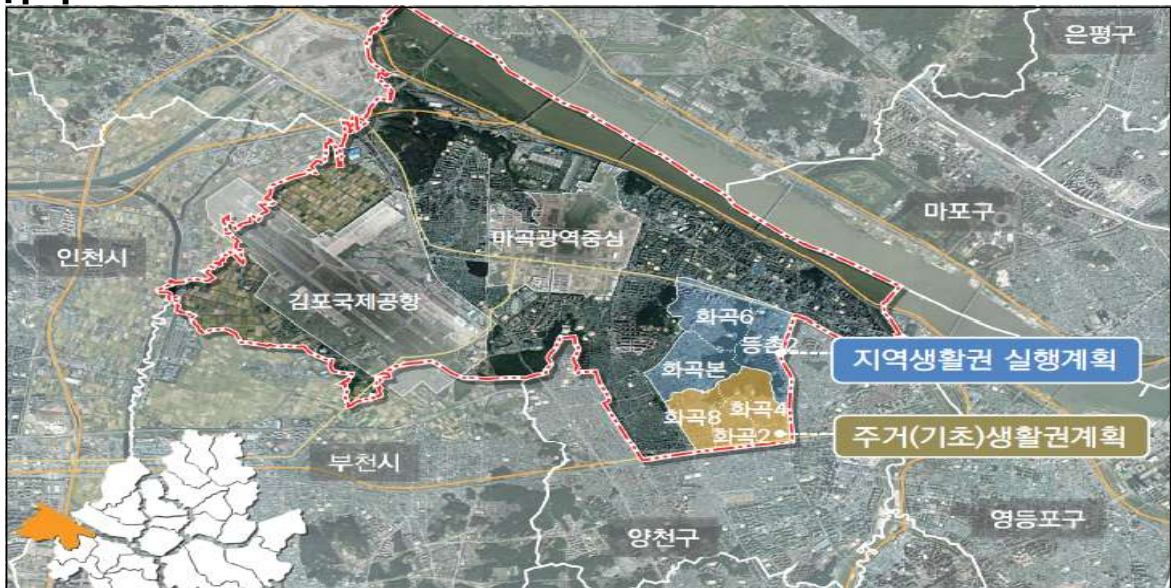 은평구
마포구
마곡광역중심
인천시
김포국제공항
화곡6
등촌2
지역생활권 실행계획
화곡본
화곡8
화곡4
화곡2
주거(기초)생활권계획
부천시
영등포구
양천구